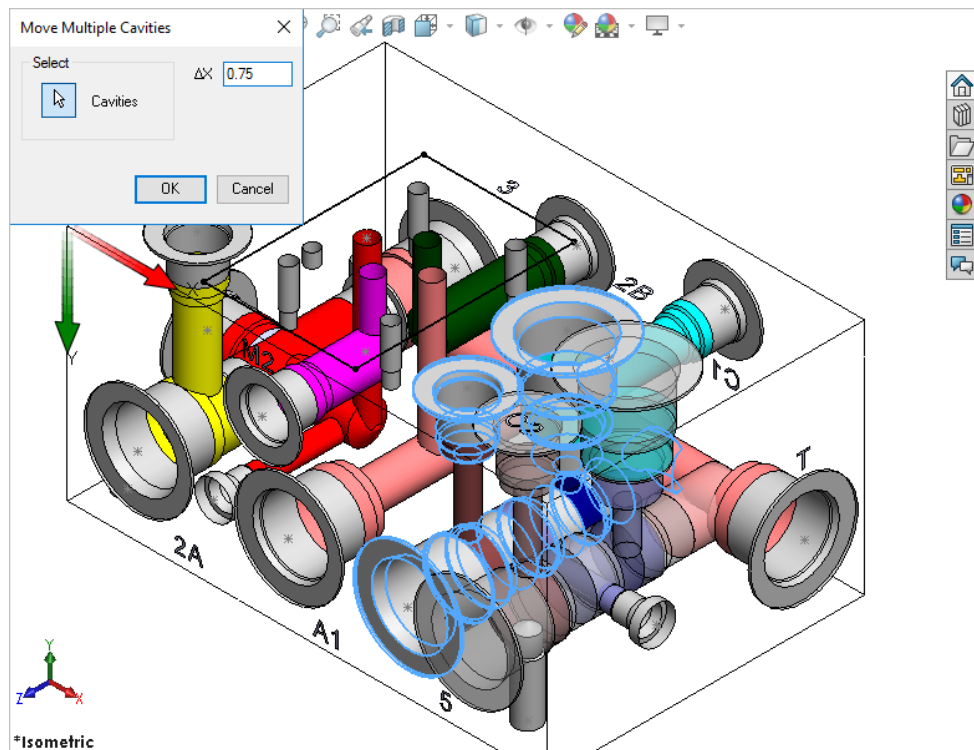 Move Multiple Cavities
Select
Cavities
ΔX 0.75
OK Cancel
3
2B
X
Y
M2
C1
T
2A
A1
5
Y
Z X
*Isometric